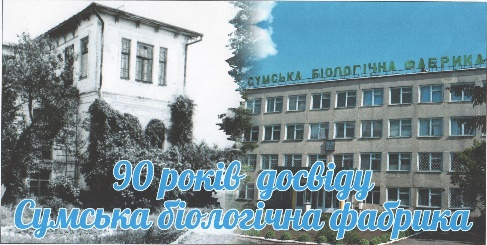 СУМСЬКА БІОЛОГІЧНА ФАБРИКА
90 років досвіду
Сумська біологічна фабрика